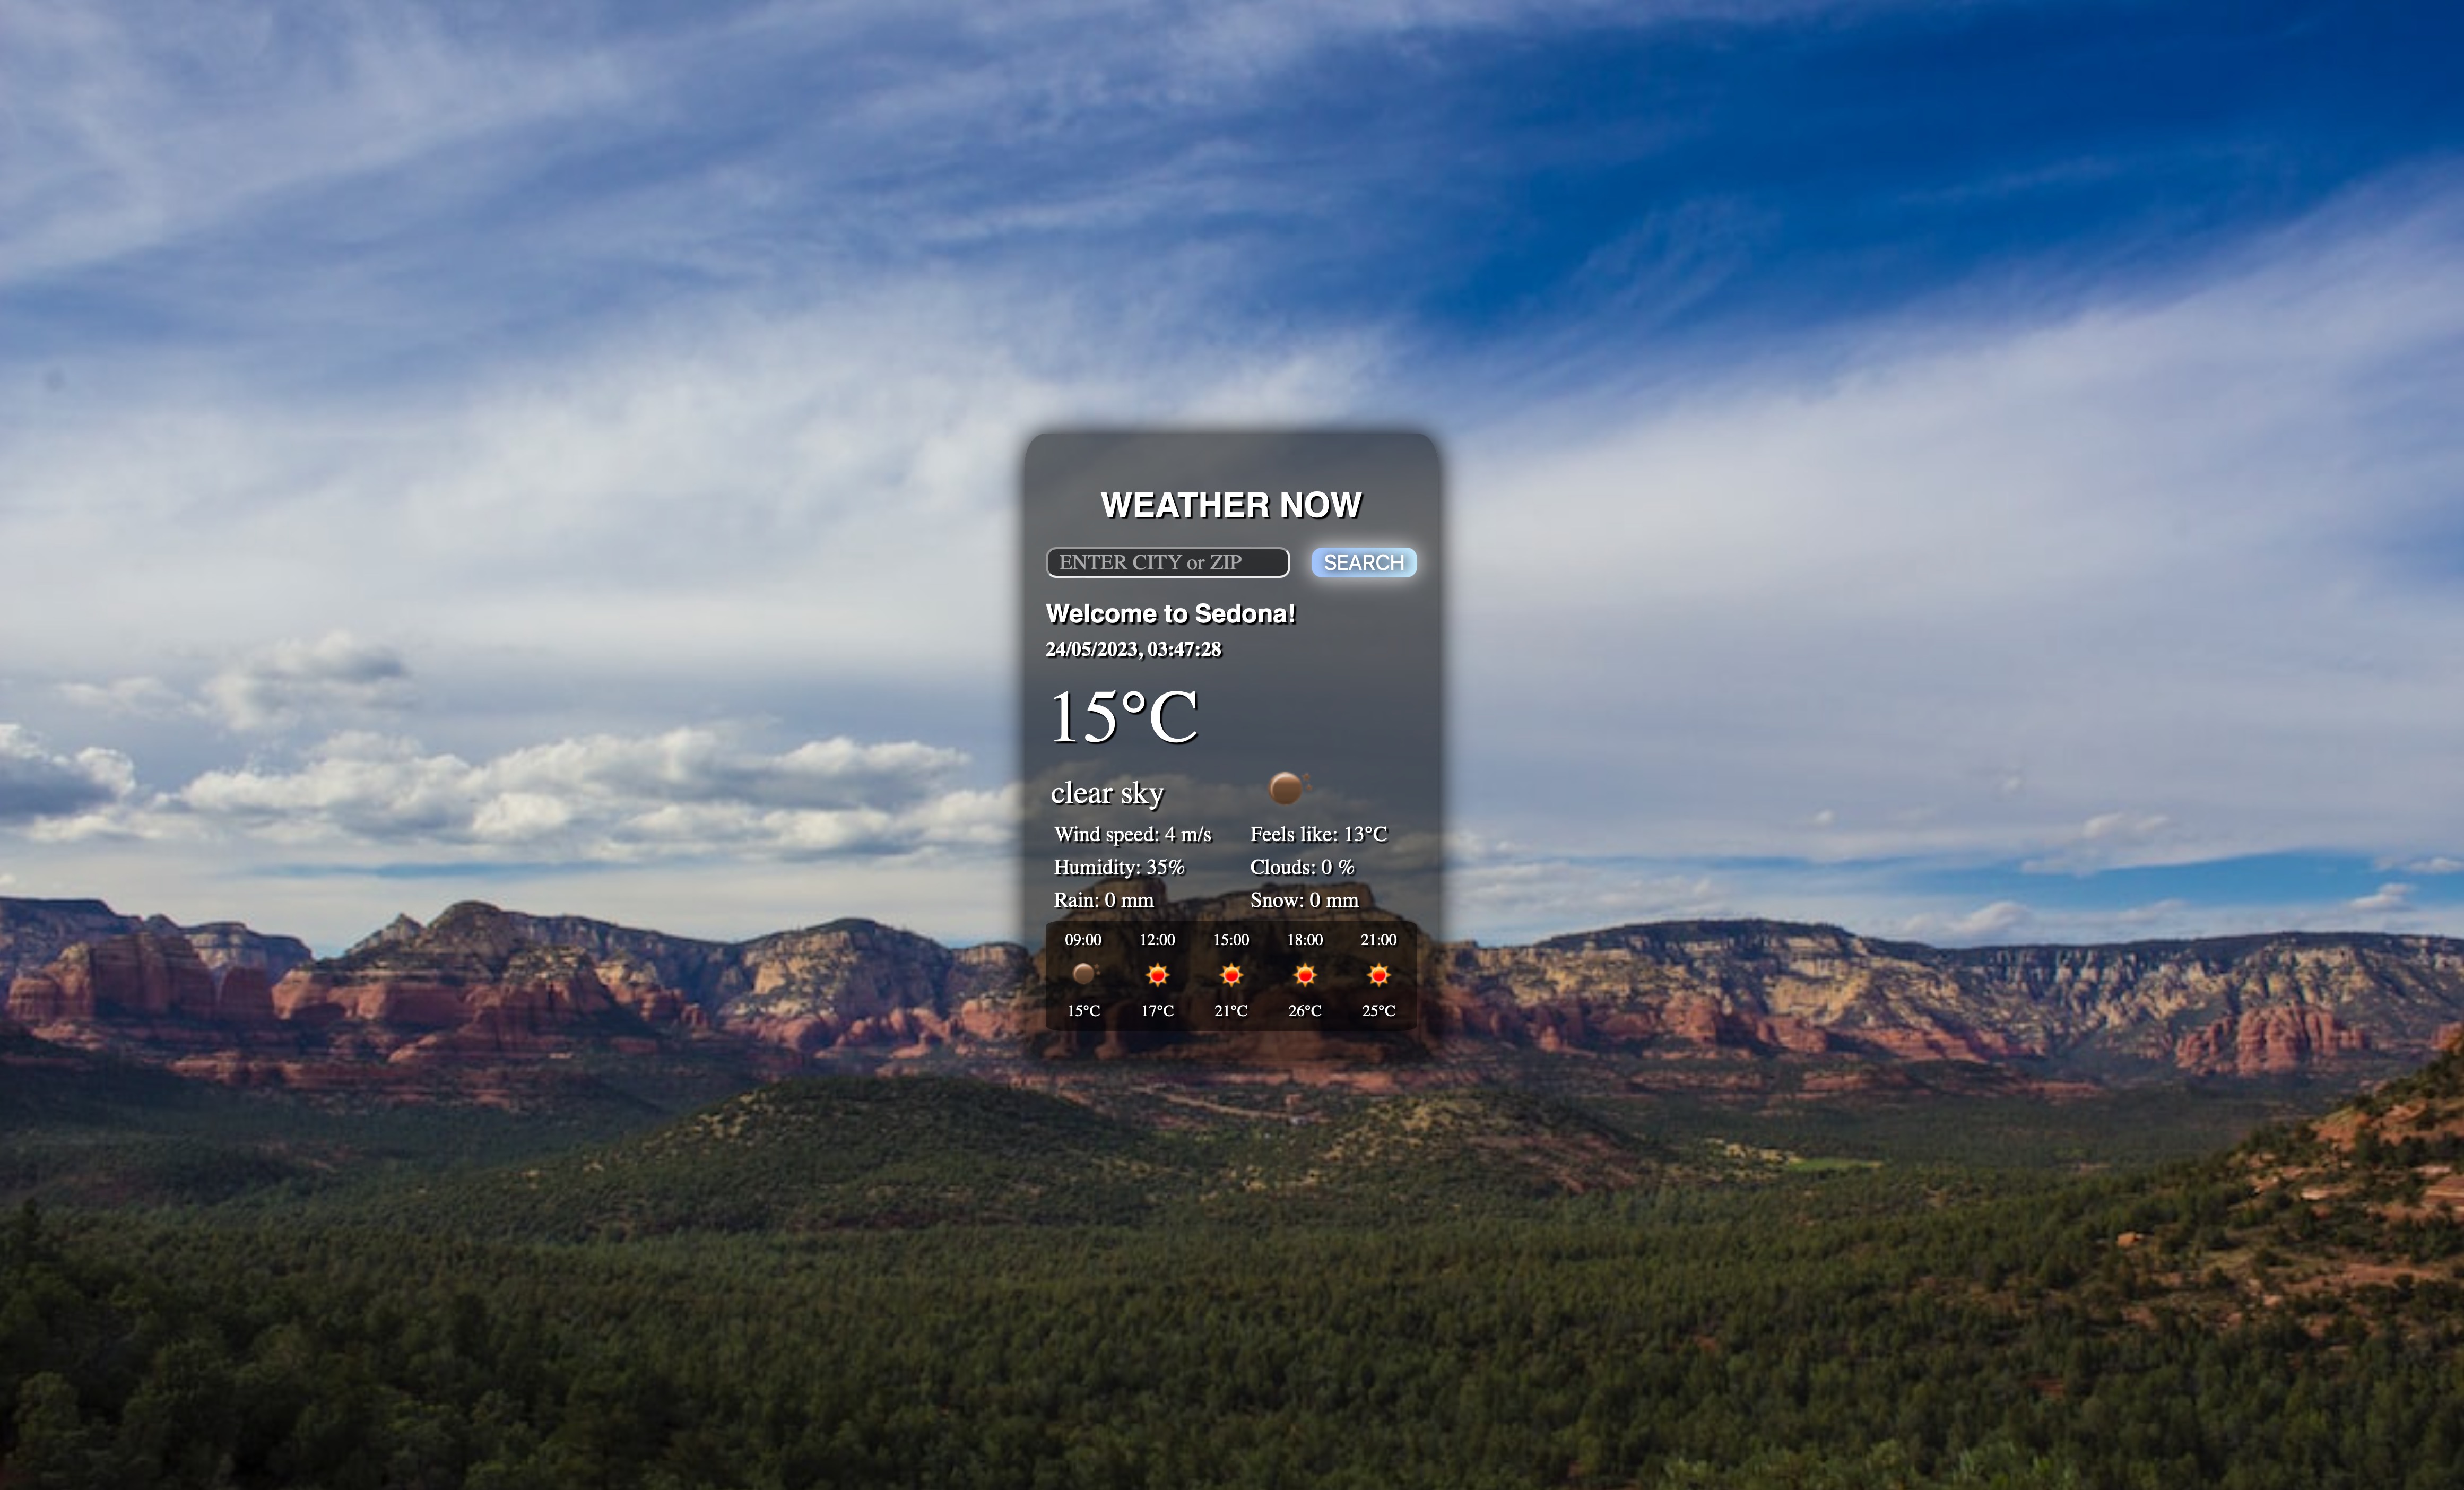 WEATHER NOW
ENTER CITY or ZIP SEARCH
Welcome to Sedona!
24/05/2023, 03:47:28
15°C
clear sky
Wind speed: 4 m/s Feels like: 13°C
Humidity: 35% Clouds: 0 %
Rain: 0 mm Snow: 0 mm
09:00 12:00 15:00 18:00 21:00
15°C 17°C 21°C 26°C 25°C